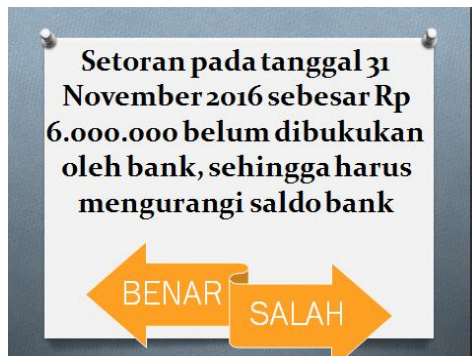 Setoran pada tanggal 31
November 2016 sebesar Rp
6.000.000 belum dibukukan
oleh bank, sehingga harus
mengurangi saldo bank
BENAR
SALAH